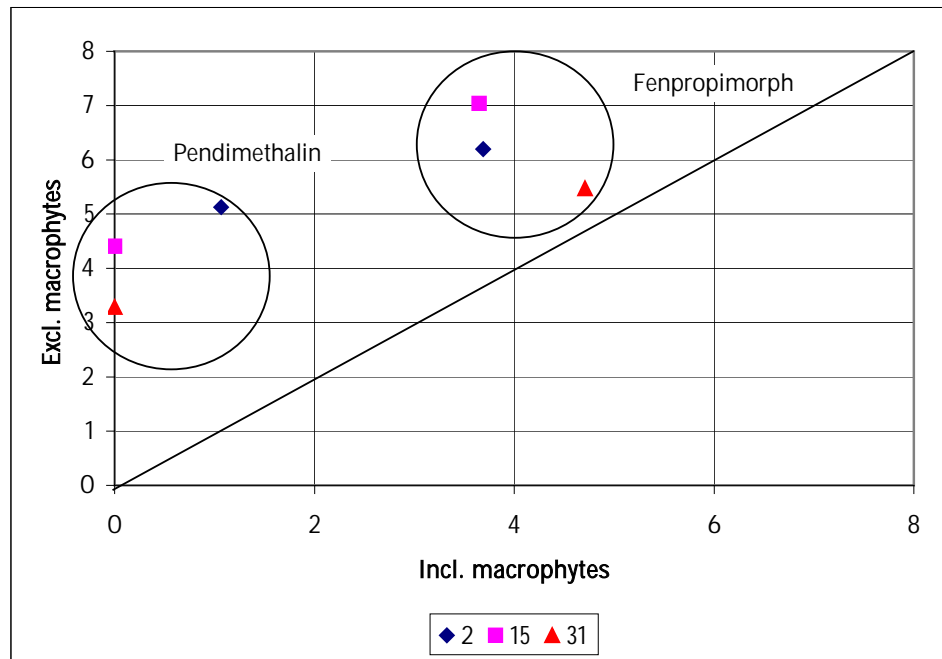 8
7
6
5
4
3
2
1
0
Excl. macrophytes
Pendimethalin
Fenpropimorph
0 2 4 6 8
Incl. macrophytes
2 15 31